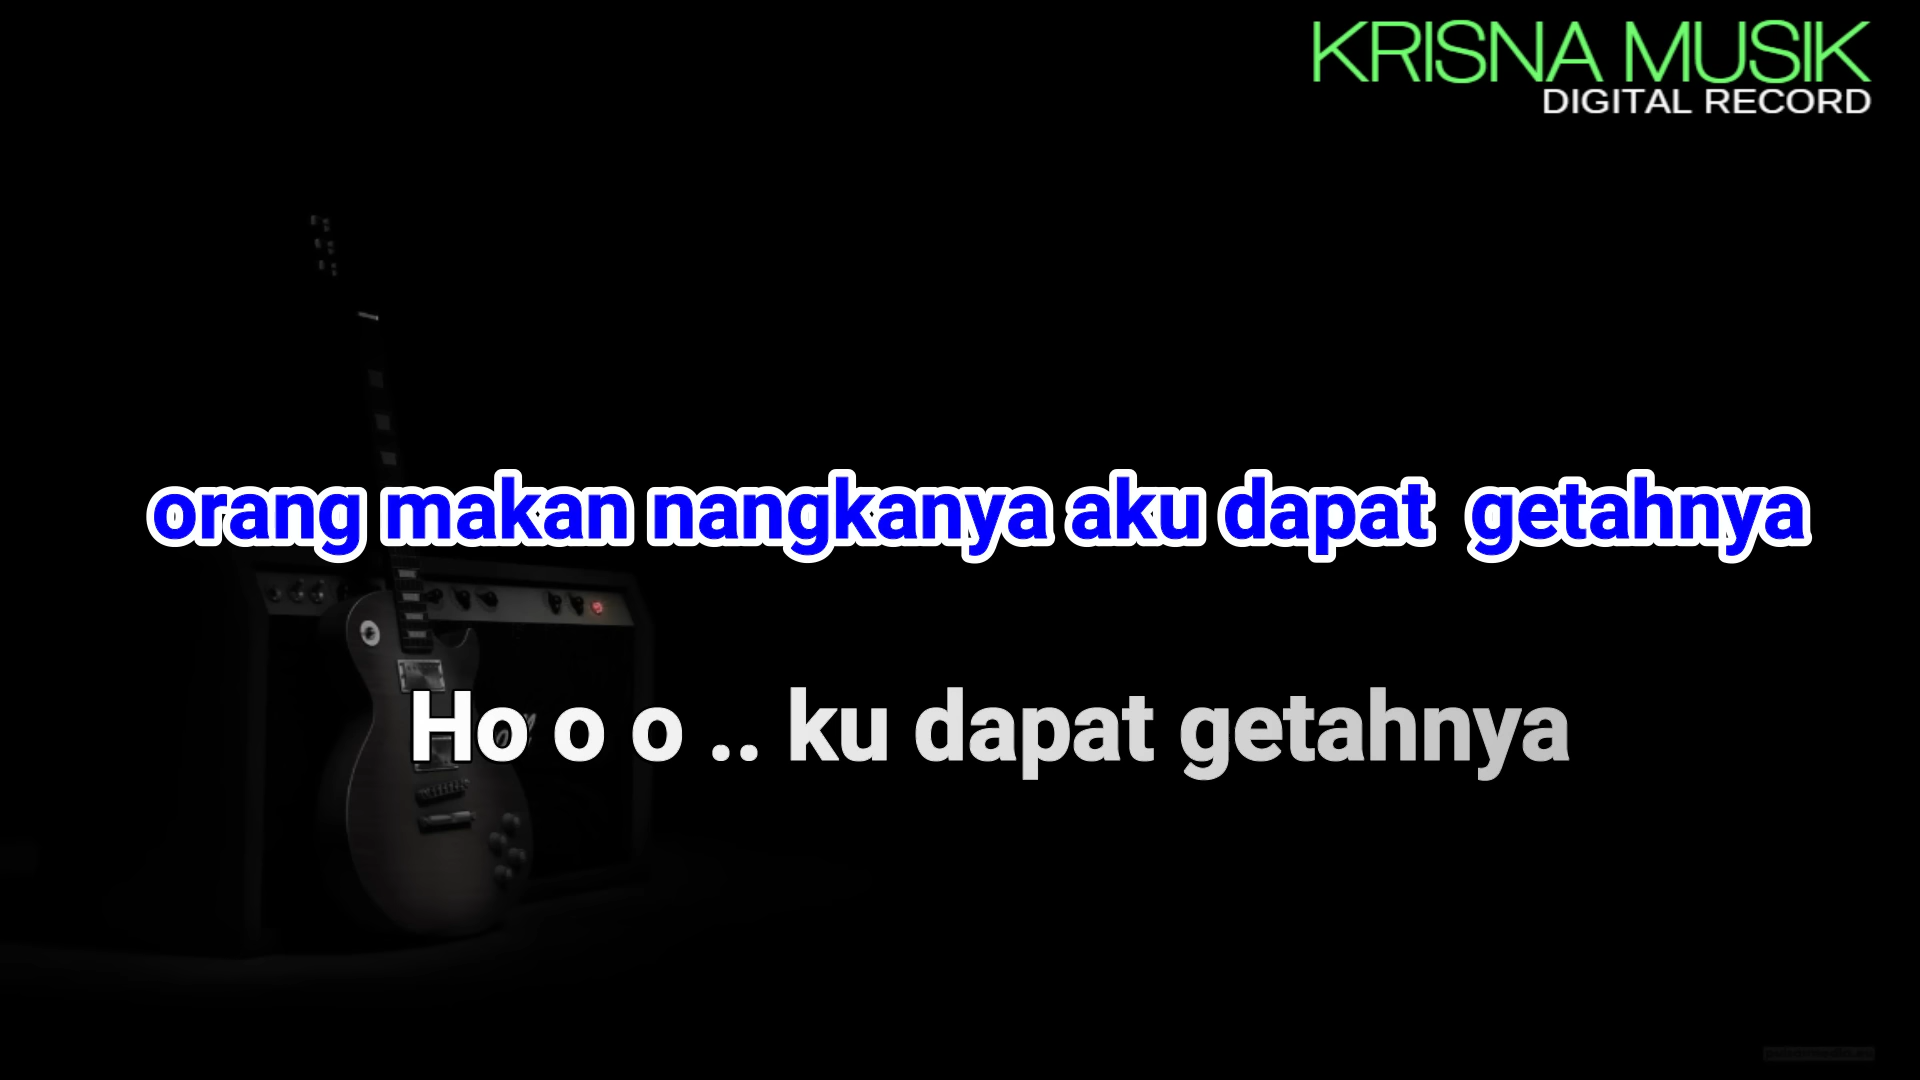 KRISNA MUSIK
DIGITAL RECORD
orang makan nangkanya aku dapat  getahnya
Ho o o .. ku dapat getahnya